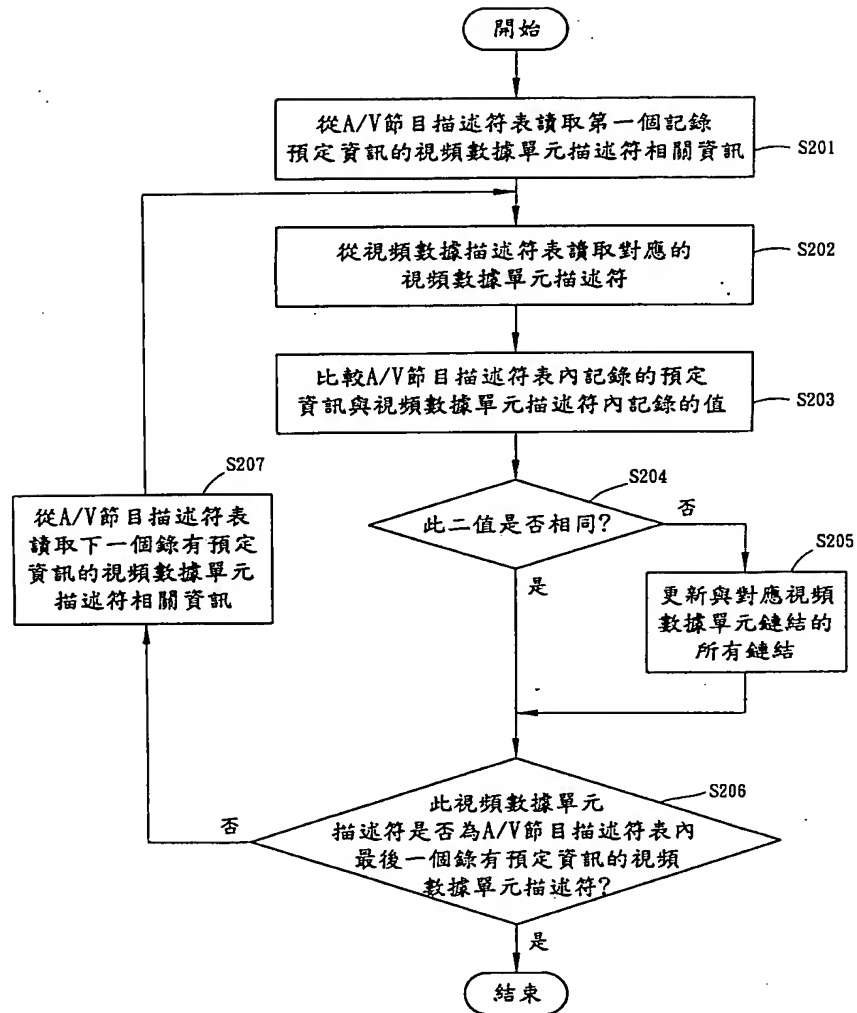 開始
從A/V節目描述符表讀取第一個記錄
預定資訊的視頻數據單元描述符相關資訊
S201
從視頻數據描述符表讀取對應的
視頻數據單元描述符
S202
比較A/V節目描述符表內記錄的預定
資訊與視頻數據單元描述符內記錄的值
S203
S204
此二值是否相同?
否
是
S205
更新與對應視頻
數據單元鏈結的
所有鏈結
S207
從A/V節目描述符表
讀取下一個錄有預定
資訊的視頻數據單元
描述符相關資訊
S206
此視頻數據單元
描述符是否為A/V節目描述符表內
最後一個錄有預定資訊的視頻
數據單元描述符?
否
是
結束